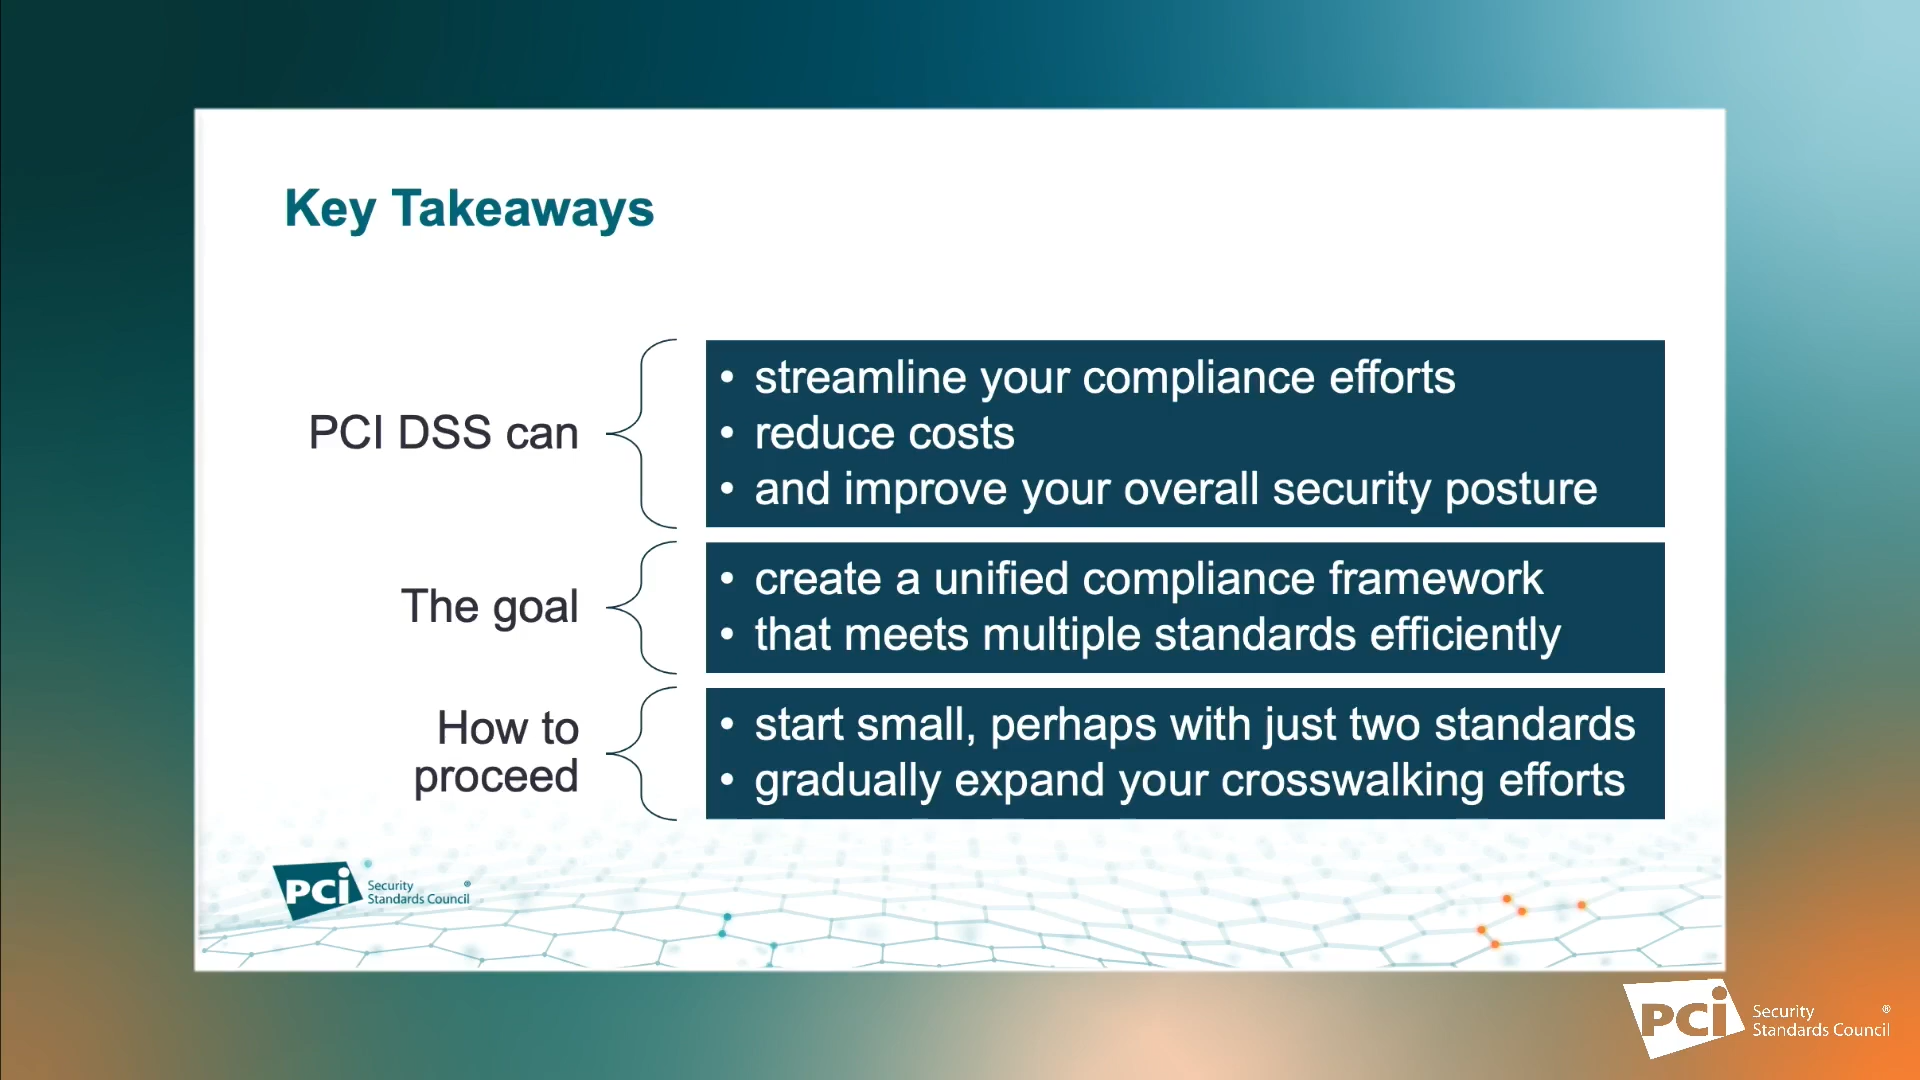 Key Takeaways
PCI DSS can
• streamline your compliance efforts
• reduce costs
• and improve your overall security posture
The goal
• create a unified compliance framework
• that meets multiple standards efficiently
How to
proceed
• start small, perhaps with just two standards
• gradually expand your crosswalking efforts
PCi Security ®
Standards Council
PCi Security ®
Standards Council